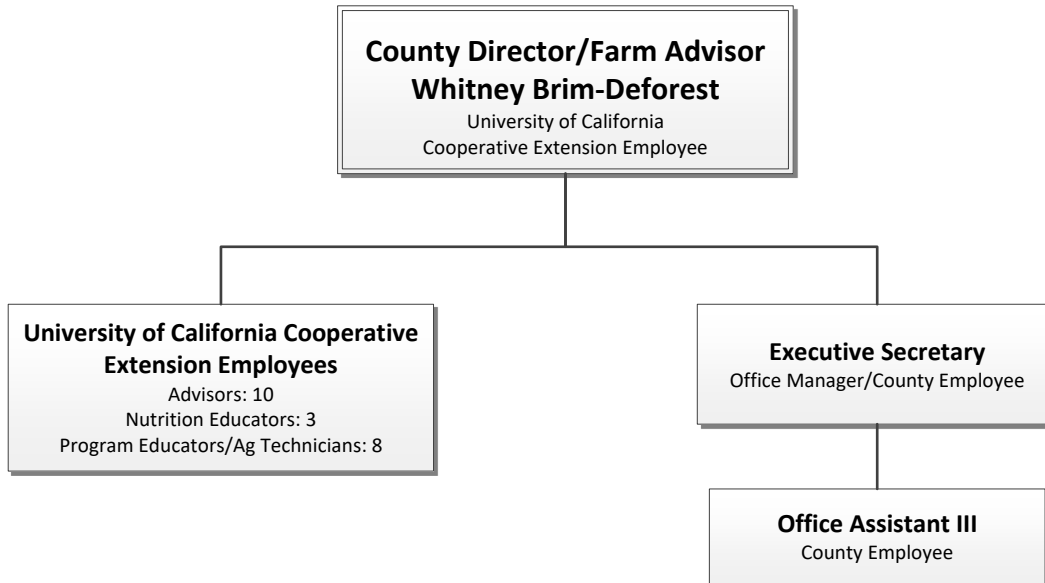 County Director/Farm Advisor
Whitney Brim-Deforest
University of California
Cooperative Extension Employee
University of California Cooperative
Extension Employees
Advisors: 10
Nutrition Educators: 3
Program Educators/Ag Technicians: 8
Executive Secretary
Office Manager/County Employee
Office Assistant III
County Employee